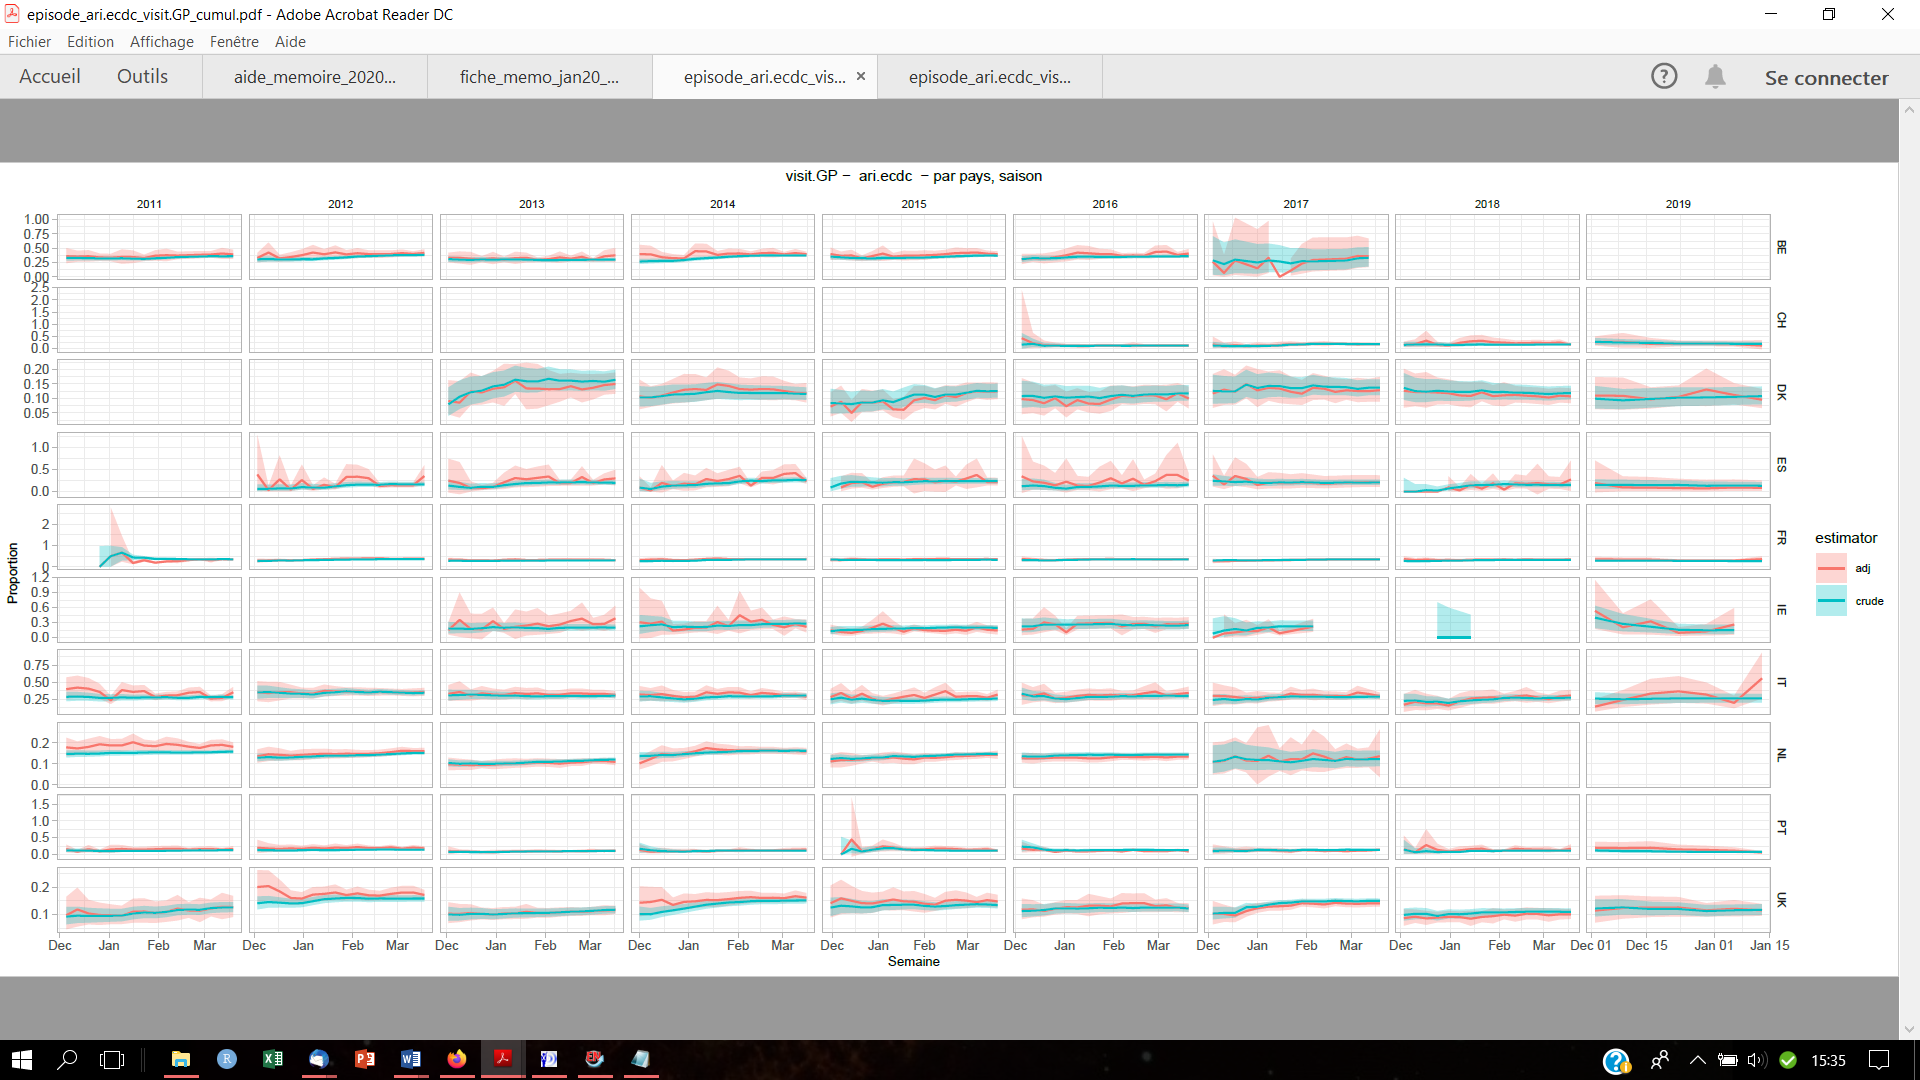 episode_ari.ecdc_visit.GP_cumul.pdf - Adobe Acrobat Reader DC
Fichier Edition Affichage Fenêtre Aide
Accueil Outils aide_memoire_2020... fiche_memo_jan20_... episode_ari.ecdc_vis... × episode_ari.ecdc_vis... ? Se connecter
visit.GP − ari.ecdc − par pays, saison
2011 2012 2013 2014 2015 2016 2017 2018 2019
1.00
0.75
0.50
0.25
0.00
BE
2.5
2.0
1.5
1.0
0.5
0.0
CH
0.20
0.15
0.10
0.05
DK
1.0
0.5
0.0
ES
2
1
0
FR
1.2
0.9
0.6
0.3
0.0
IE
0.75
0.50
0.25
IT
0.2
0.1
0.0
NL
1.5
1.0
0.5
0.0
PT
0.2
0.1
UK
Proportion
Dec Jan Feb Mar Dec Jan Feb Mar Dec Jan Feb Mar Dec Jan Feb Mar Dec Jan Feb Mar Dec Jan Feb Mar Dec Jan Feb Mar Dec Jan Feb Mar Dec 01 Dec 15 Jan 01 Jan 15
Semaine
estimator
adj
crude
15:35